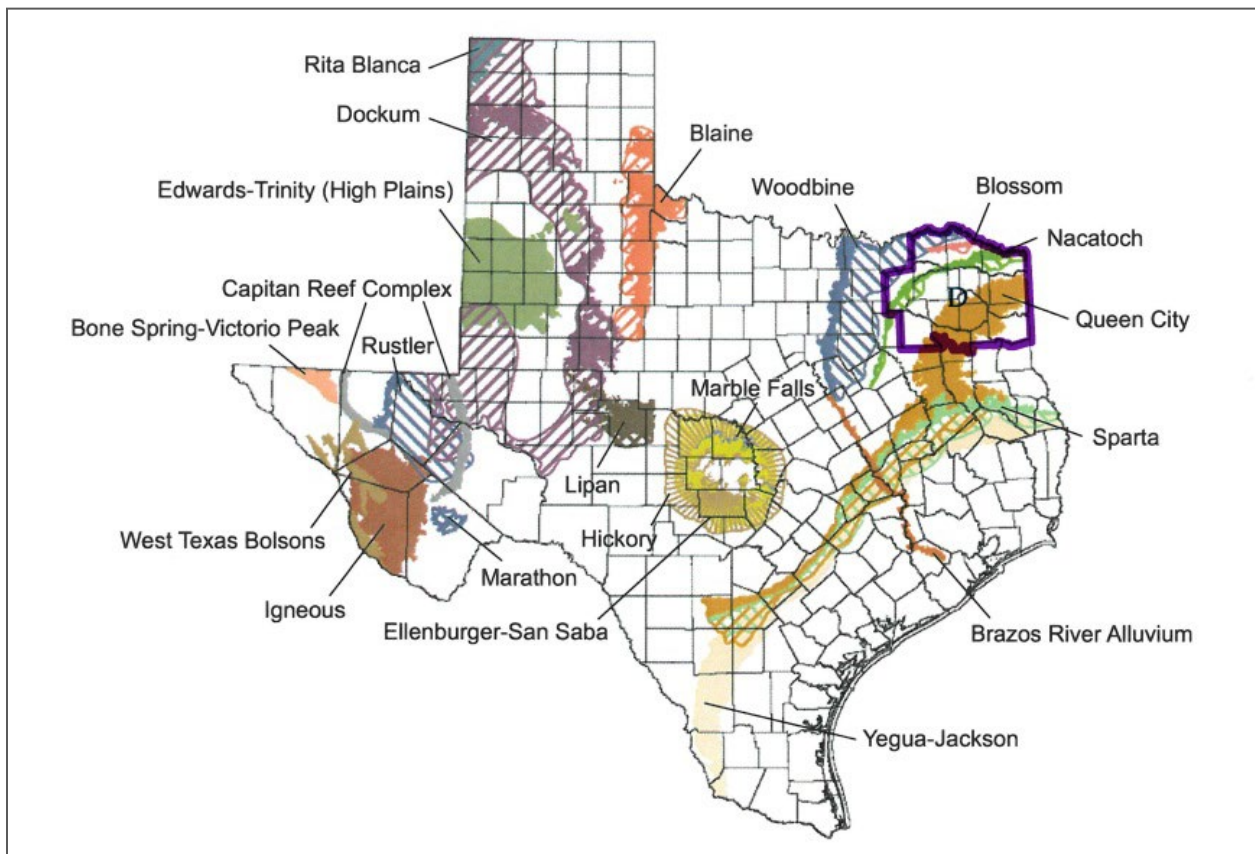 Rita Blanca
Dockum
Blaine
Edwards-Trinity (High Plains)
Woodbine
Blossom
Nacatoch
Capitan Reef Complex
Bone Spring-Victorio Peak
Rustler
D
Queen City
Marble Falls
Sparta
Lipan
West Texas Bolsons
Hickory
Marathon
Igneous
Ellenburger-San Saba
Brazos River Alluvium
Yegua-Jackson